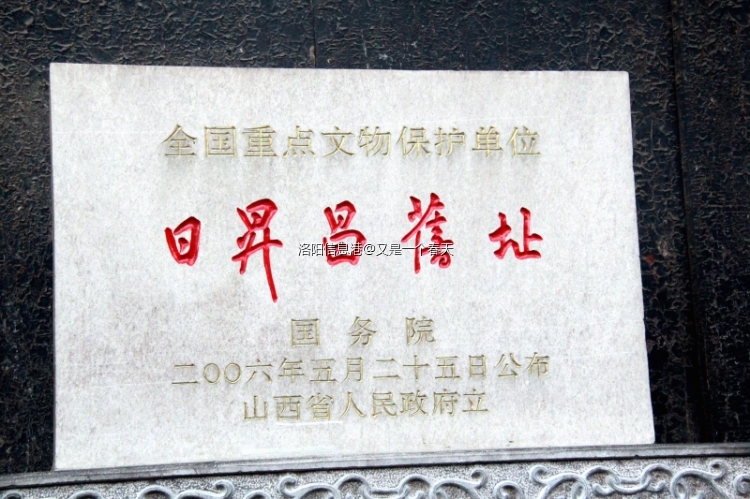 全国重点文物保护单位
日昇昌舊址
洛阳信息港@又是一个春天
国务院
二〇〇六年五月二十五日公布
山西省人民政府立